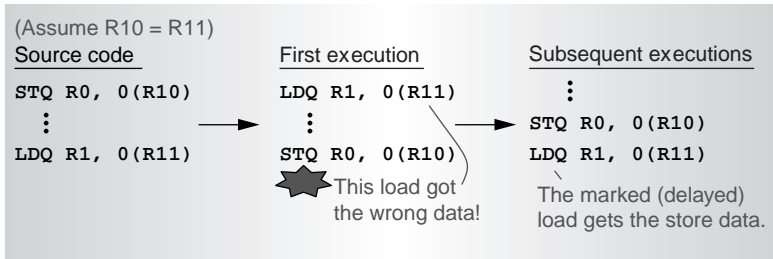 (Assume R10 = R11)
Source code
STQ R0, 0(R10)
LDQ R1, 0(R11)
First execution
LDQ R1, 0(R11)
STQ R0, 0(R10)
This load got
the wrong data!
Subsequent executions
STQ R0, 0(R10)
LDQ R1, 0(R11)
The marked (delayed)
load gets the store data.